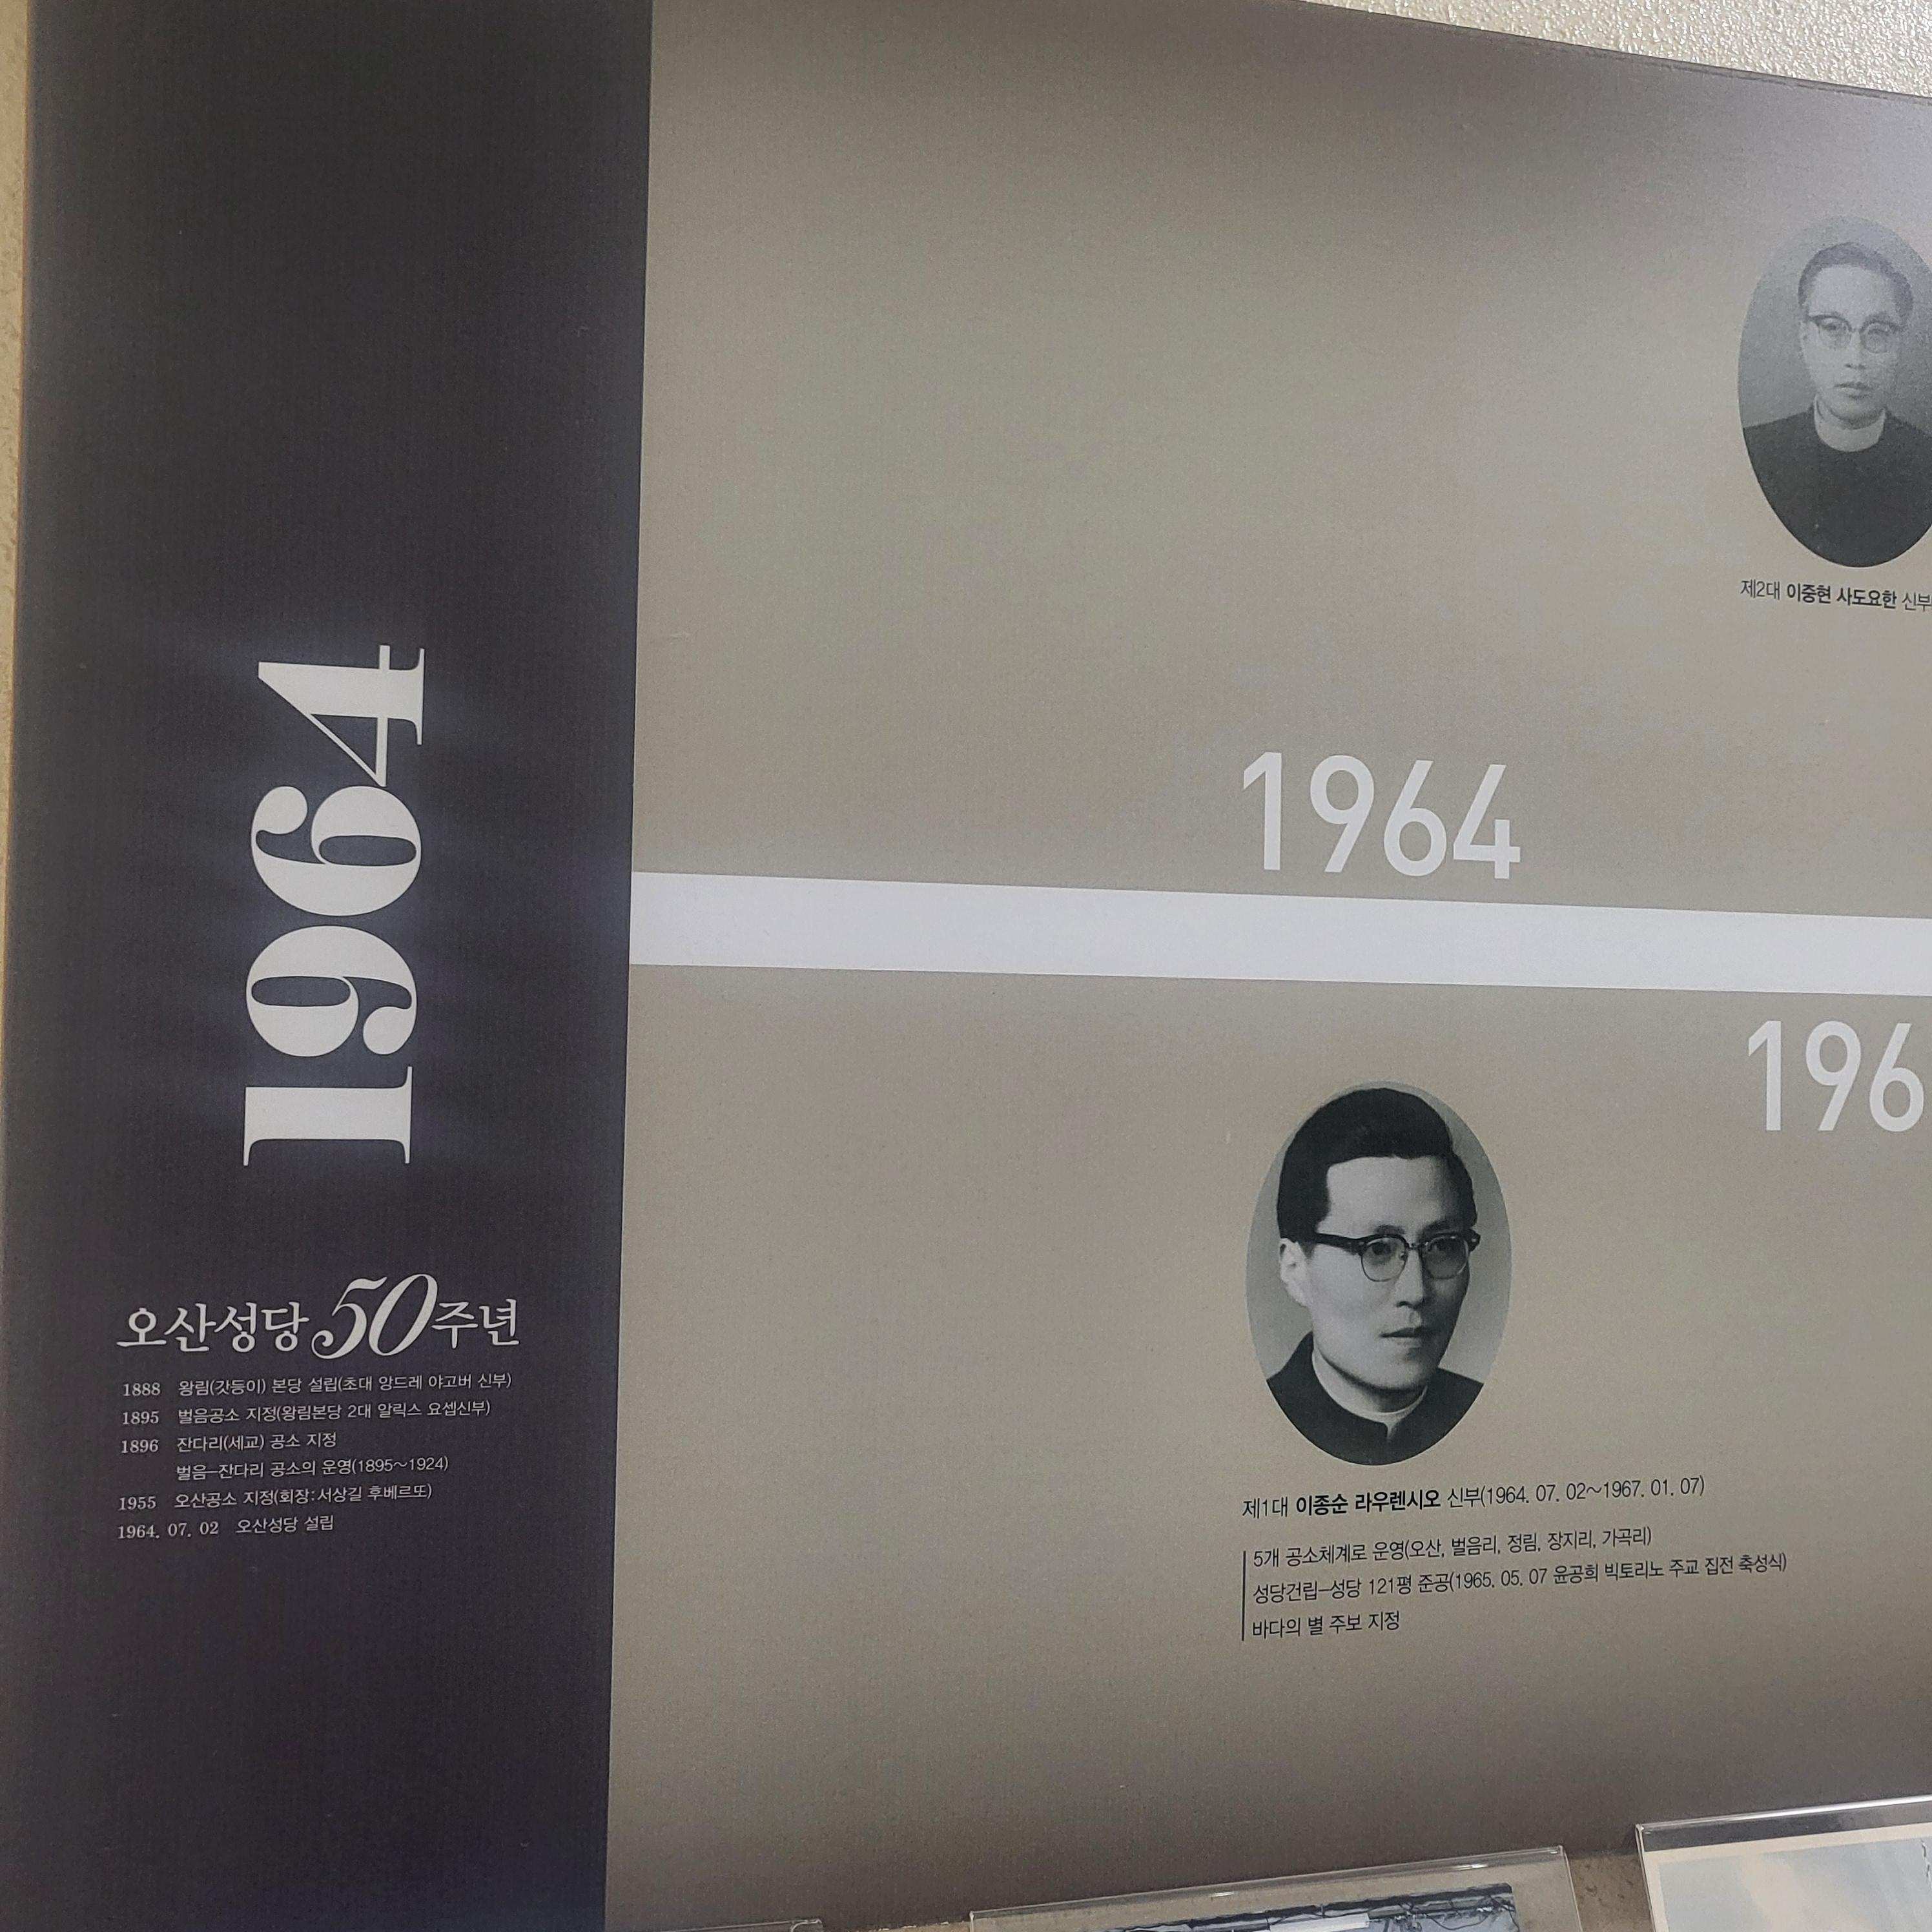 1964
오산성당 50주년
1888 왕림(갓등이) 본당 설립(초대 앙드레 야고버 신부)
1895 벌음공소 지정(왕림본당 2대 알릭스 요셉신부)
1896 잔다리(세교) 공소 지정
벌음–잔다리 공소의 운영(1895~1924)
1955 오산공소 지정(회장:서상길 후베르또)
1964. 07. 02 오산성당 설립
제2대 이중현 사도요한 신부
1964
196
제1대 이종순 라우렌시오 신부(1964. 07. 02~1967. 01. 07)
5개 공소체계로 운영(오산, 벌음리, 정림, 장지리, 가곡리)
성당건립–성당 121평 준공(1965. 05. 07 윤공희 빅토리노 주교 집전 축성식)
바다의 별 주보 지정